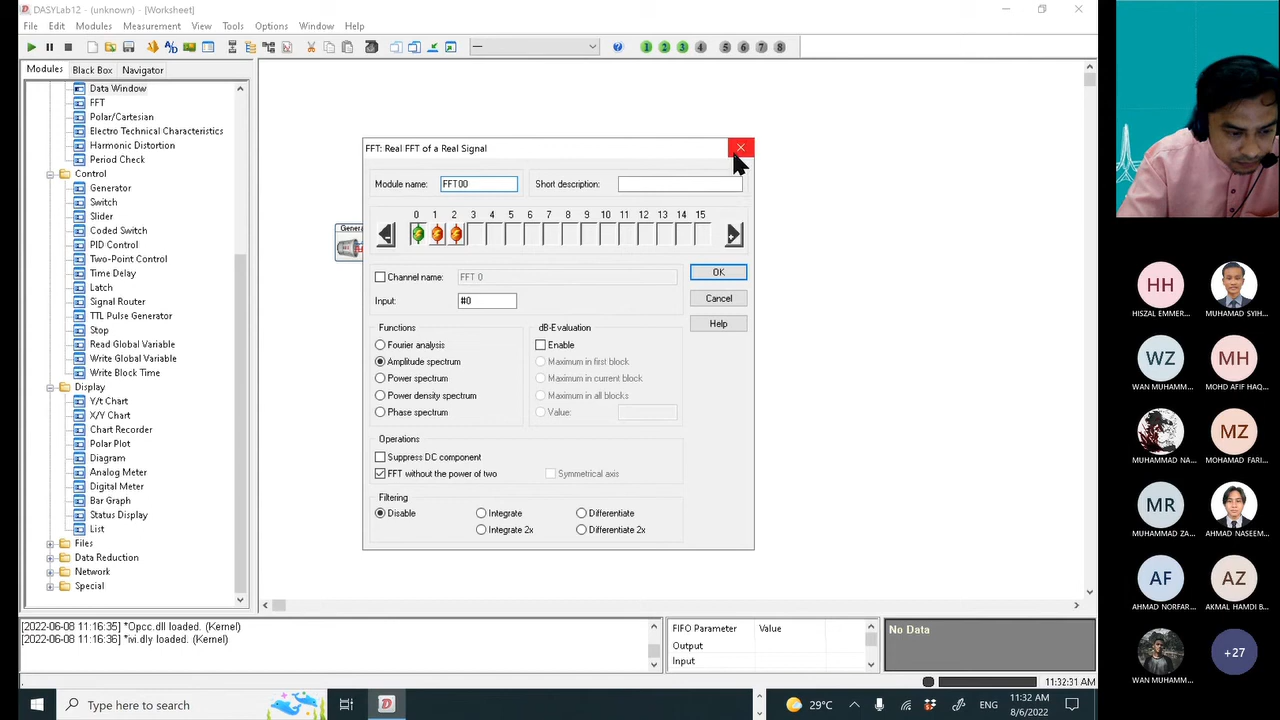 DASYLab12 - (unknown) - [Worksheet]
File Edit Modules Measurement View Tools Options Window Help
1 2 3 4 5 6 7 8
Modules Black Box Navigator
Data Window
FFT
Polar/Cartesian
Electro Technical Characteristics
Harmonic Distortion
Period Check
Control
Generator
Switch
Slider
Coded Switch
PID Control
Two-Point Control
Time Delay
Latch
Signal Router
TTL Pulse Generator
Stop
Read Global Variable
Write Global Variable
Write Block Time
Display
Y/t Chart
X/Y Chart
Chart Recorder
Polar Plot
Diagram
Analog Meter
Digital Meter
Bar Graph
Status Display
List
Files
Data Reduction
Network
Special
Genera
FFT: Real FFT of a Real Signal
Module name: FFT00 Short description:
0 1 2 3 4 5 6 7 8 9 10 11 12 13 14 15
Channel name: FFT 0
Input: #0
OK
Cancel
Help
Functions
Fourier analysis
Amplitude spectrum
Power spectrum
Power density spectrum
Phase spectrum
dB-Evaluation
Enable
Maximum in first block
Maximum in current block
Maximum in all blocks
Value:
Operations
Suppress DC component
FFT without the power of two Symmetrical axis
Filtering
Disable Integrate Differentiate
Integrate 2x Differentiate 2x
[2022-06-08 11:16:35] *Opcc.dll loaded. (Kernel)
[2022-06-08 11:16:36] *ivi.dly loaded. (Kernel)
FIFO Parameter Value
Output
Input
No Data
11:32:31 AM
Type here to search
29°C
ENG
11:32 AM
8/6/2022
HH
HISZAL EMMER...
MUHAMAD SYIH...
WZ
WAN MUHAMM...
MH
MOHD AFIF HAQ...
MUHAMMAD NA...
MZ
MOHAMAD FARI...
MR
MUHAMMAD ZA...
AHMAD NASEEM...
AF
AHMAD NORFAR...
AZ
AKMAL HAMDI B...
WAN MUHAMM...
+27